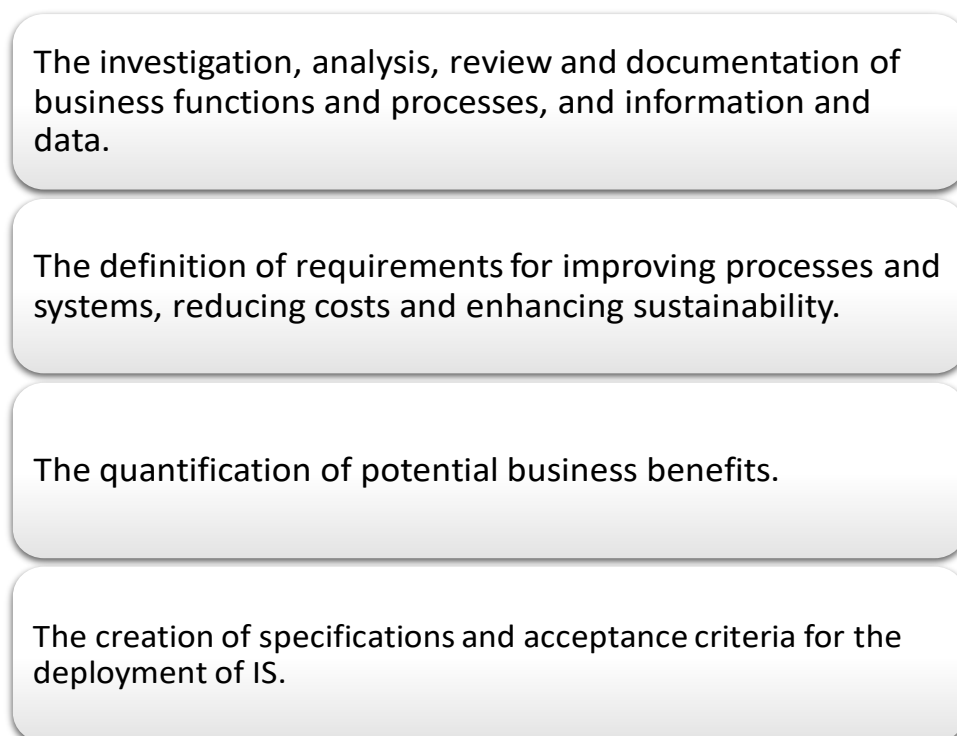 The investigation, analysis, review and documentation of
business functions and processes, and information and
data.
The definition of requirements for improving processes and
systems, reducing costs and enhancing sustainability.
The quantification of potential business benefits.
The creation of specifications and acceptance criteria for the
deployment of IS.